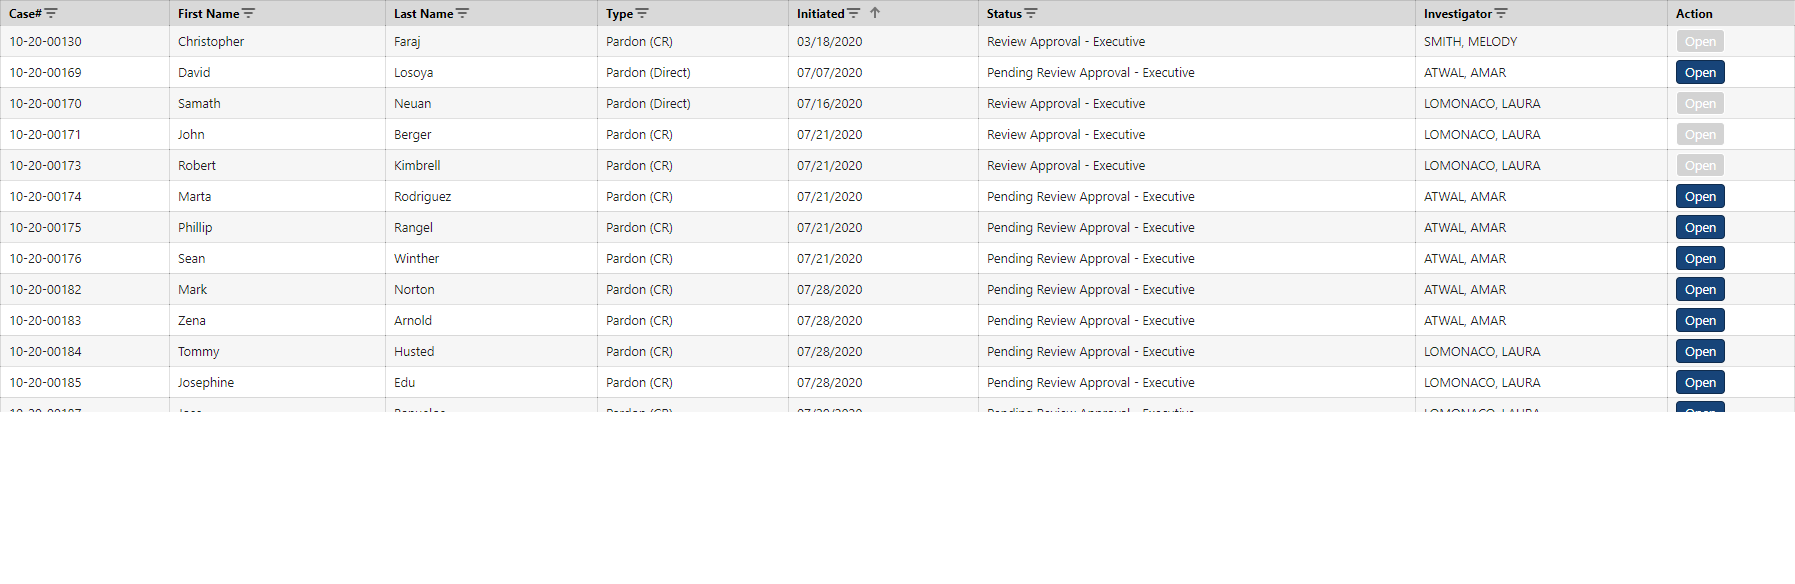 Case# First Name Last Name Type Initiated Status Investigator Action
10-20-00130 Christopher Faraj Pardon (CR) 03/18/2020 Review Approval - Executive SMITH, MELODY Open
10-20-00169 David Losoya Pardon (Direct) 07/07/2020 Pending Review Approval - Executive ATWAL, AMAR Open
10-20-00170 Samath Neuan Pardon (Direct) 07/16/2020 Review Approval - Executive LOMONACO, LAURA Open
10-20-00171 John Berger Pardon (CR) 07/21/2020 Review Approval - Executive LOMONACO, LAURA Open
10-20-00173 Robert Kimbrell Pardon (CR) 07/21/2020 Review Approval - Executive LOMONACO, LAURA Open
10-20-00174 Marta Rodriguez Pardon (CR) 07/21/2020 Pending Review Approval - Executive ATWAL, AMAR Open
10-20-00175 Phillip Rangel Pardon (CR) 07/21/2020 Pending Review Approval - Executive ATWAL, AMAR Open
10-20-00176 Sean Winther Pardon (CR) 07/21/2020 Pending Review Approval - Executive ATWAL, AMAR Open
10-20-00182 Mark Norton Pardon (CR) 07/28/2020 Pending Review Approval - Executive ATWAL, AMAR Open
10-20-00183 Zena Arnold Pardon (CR) 07/28/2020 Pending Review Approval - Executive ATWAL, AMAR Open
10-20-00184 Tommy Husted Pardon (CR) 07/28/2020 Pending Review Approval - Executive LOMONACO, LAURA Open
10-20-00185 Josephine Edu Pardon (CR) 07/28/2020 Pending Review Approval - Executive LOMONACO, LAURA Open
Pardon (CR) Pending Review Approval - Executive LOMONACO, LAURA Open